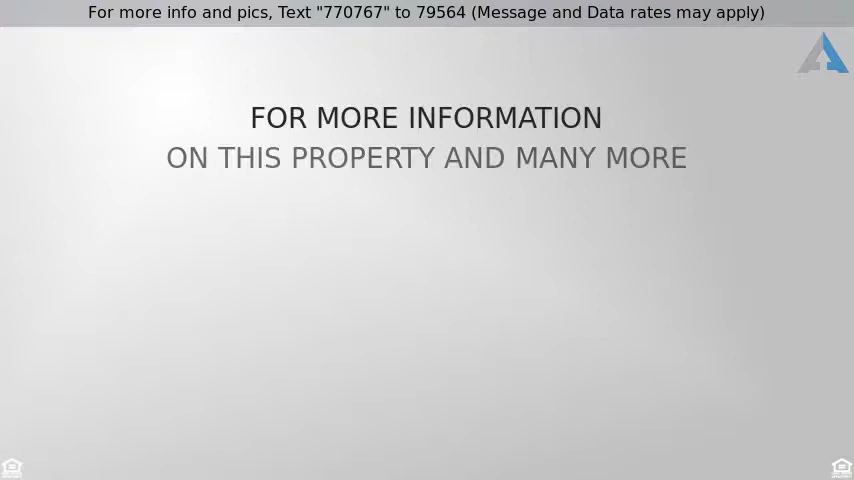 For more info and pics, Text "770767" to 79564 (Message and Data rates may apply)
FOR MORE INFORMATION
ON THIS PROPERTY AND MANY MORE